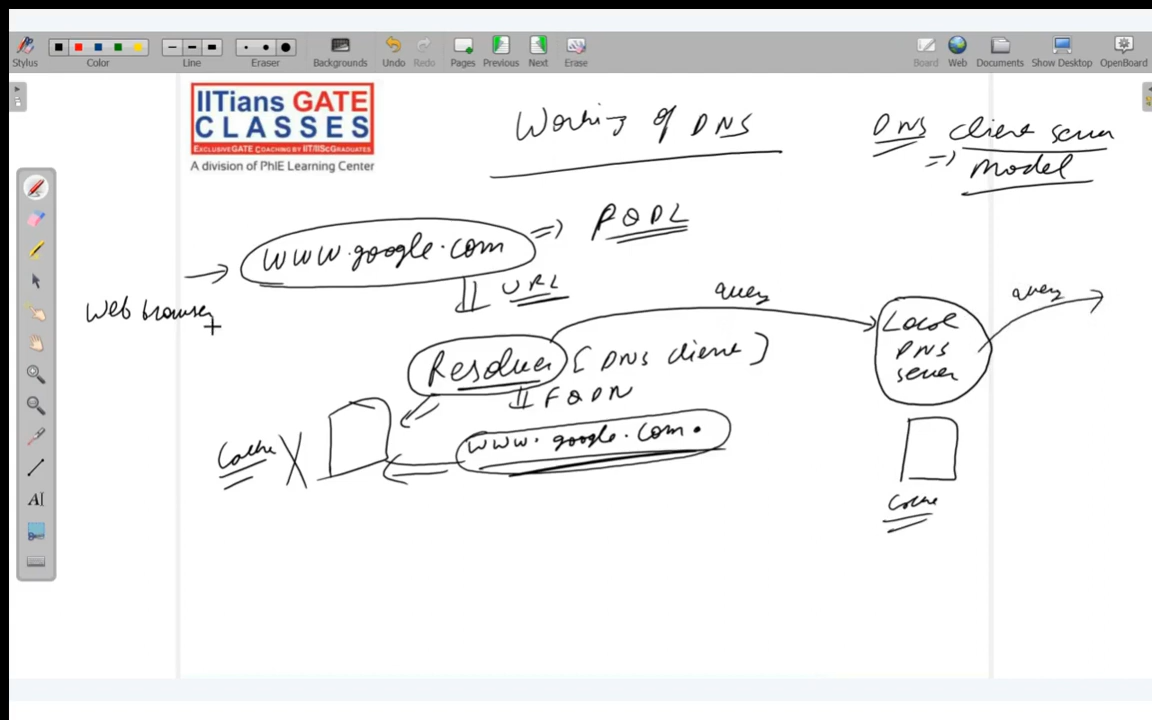 Stylus Color Line Eraser Backgrounds Undo Redo Pages Previous Next Erase Board Web Documents Show Desktop OpenBoard
IITians GATE
CLASSES
EXCLUSIVE GATE COACHING BY IIT/IISC GRADUATES
A division of PhIE Learning Center
Working of DNS
DNS client server
=> model
www.google.com => PQDL
URL
Web browser
query
query
Local
DNS
server
Resolver [DNS client]
FQDN
www.google.com.
Cache
Cache
AI